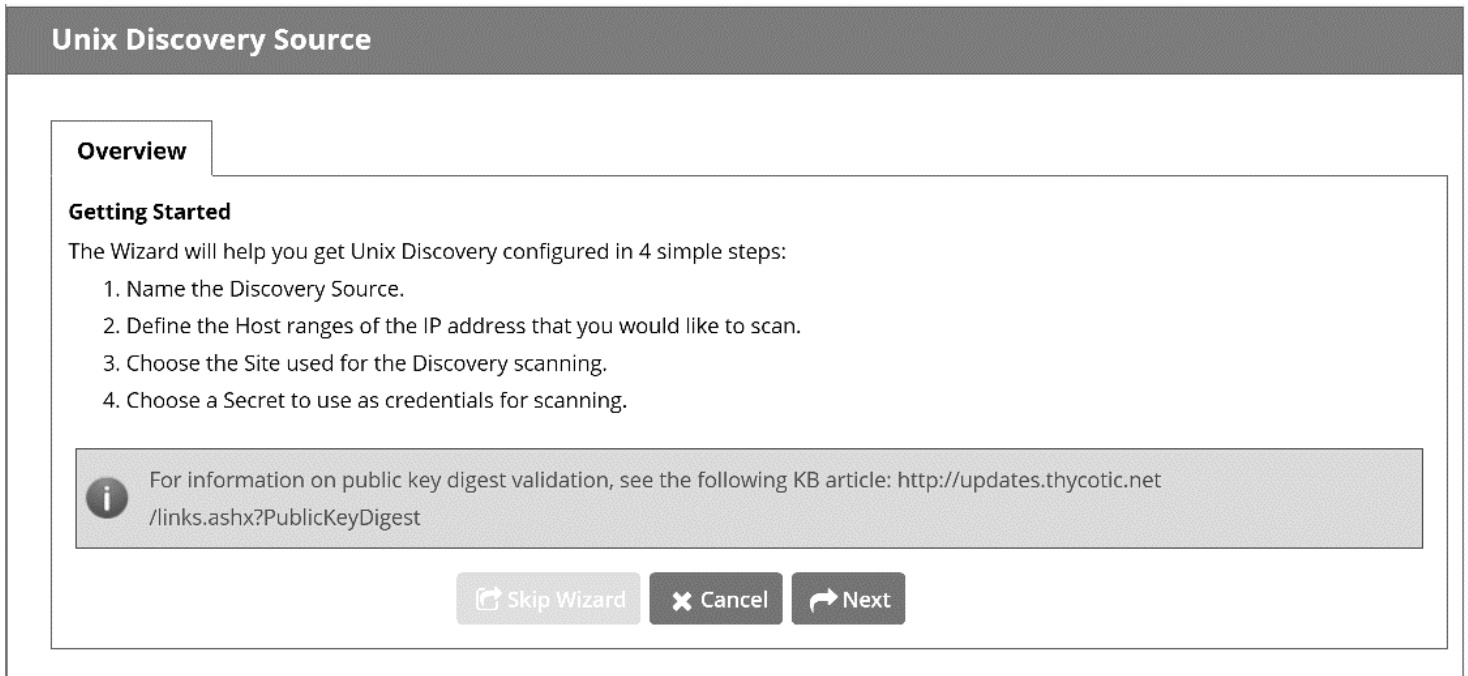 Unix Discovery Source
Overview
Getting Started
The Wizard will help you get Unix Discovery configured in 4 simple steps:
1. Name the Discovery Source.
2. Define the Host ranges of the IP address that you would like to scan.
3. Choose the Site used for the Discovery scanning.
4. Choose a Secret to use as credentials for scanning.
For information on public key digest validation, see the following KB article: http://updates.thycotic.net
/links.ashx?PublicKeyDigest
Skip Wizard Cancel Next